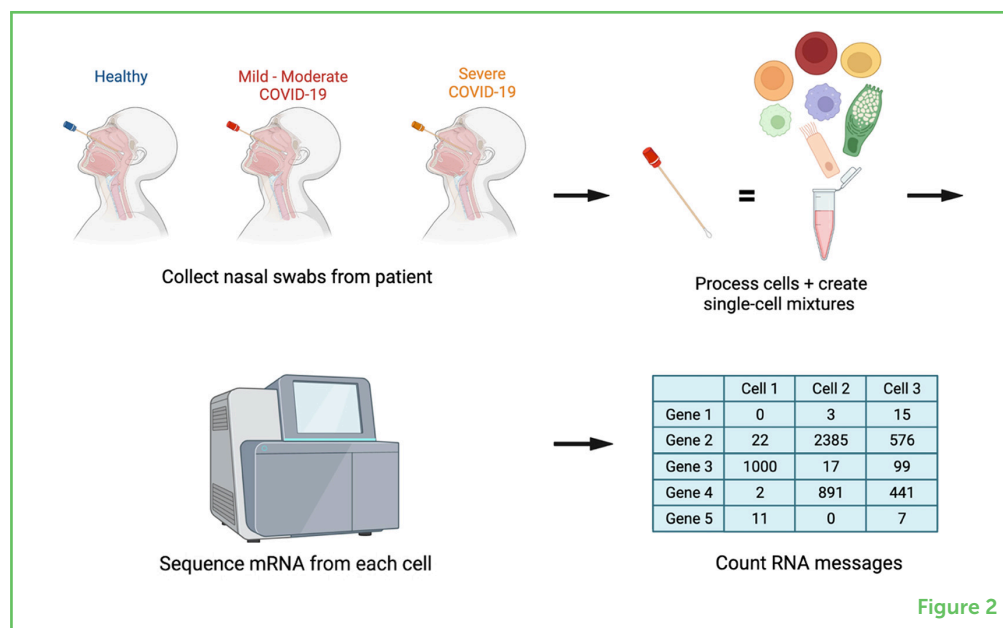 Healthy
Mild - Moderate
COVID-19
Severe
COVID-19
Collect nasal swabs from patient
=
Process cells + create
single-cell mixtures
Sequence mRNA from each cell
Cell 1 Cell 2 Cell 3
Gene 1 0 3 15
Gene 2 22 2385 576
Gene 3 1000 17 99
Gene 4 2 891 441
Gene 5 11 0 7
Count RNA messages
Figure 2